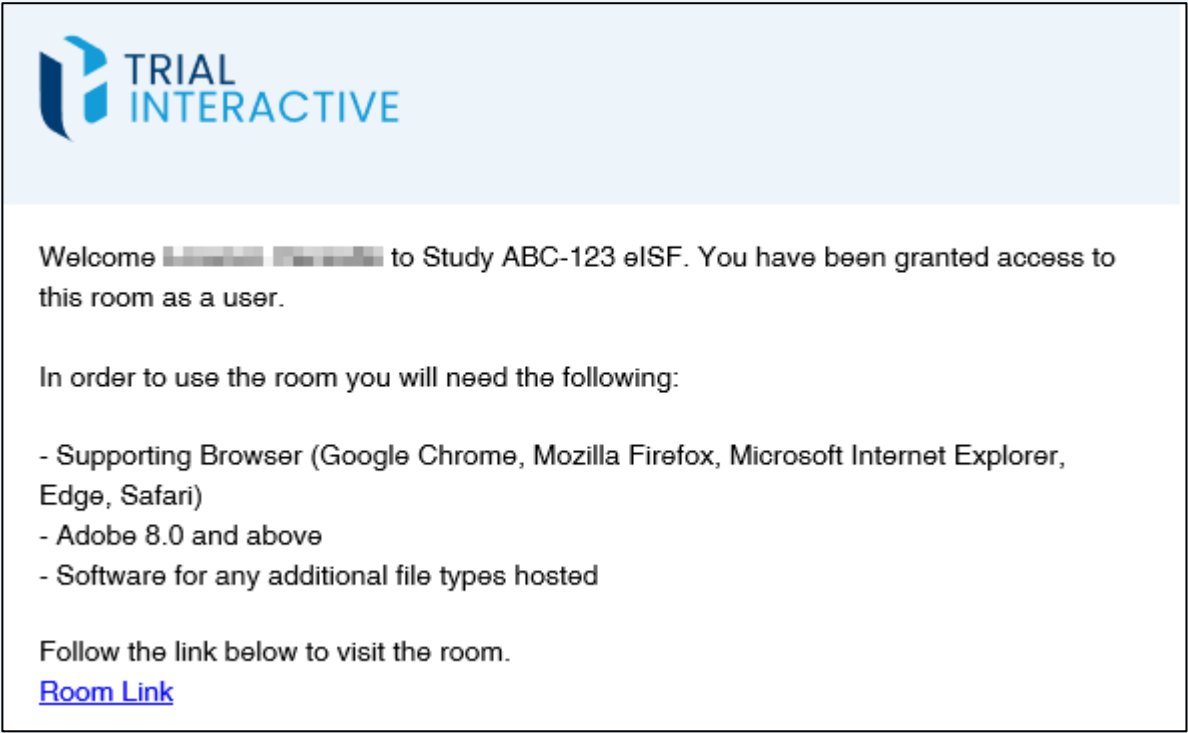 TRIAL
INTERACTIVE
Welcome to Study ABC-123 eISF. You have been granted access to
this room as a user.
In order to use the room you will need the following:
- Supporting Browser (Google Chrome, Mozilla Firefox, Microsoft Internet Explorer,
Edge, Safari)
- Adobe 8.0 and above
- Software for any additional file types hosted
Follow the link below to visit the room.
Room Link